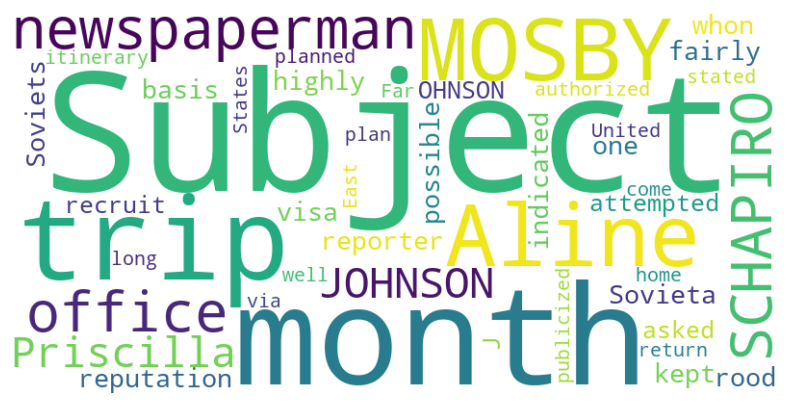 newspaperman
MOSBY
whon
itinerary
planned
fairly
Soviets
basis
States
highly
Far
OHNSON
authorized
stated
Subject
plan
possible
United
one
indicated
SCHAPIRO
recruit
East
come
attempted
trip
visa
reporter
Aline
long
well
JOHNSON
home
office
via
month
Sovieta
Priscilla
J
publicized
asked
return
reputation
kept
rood